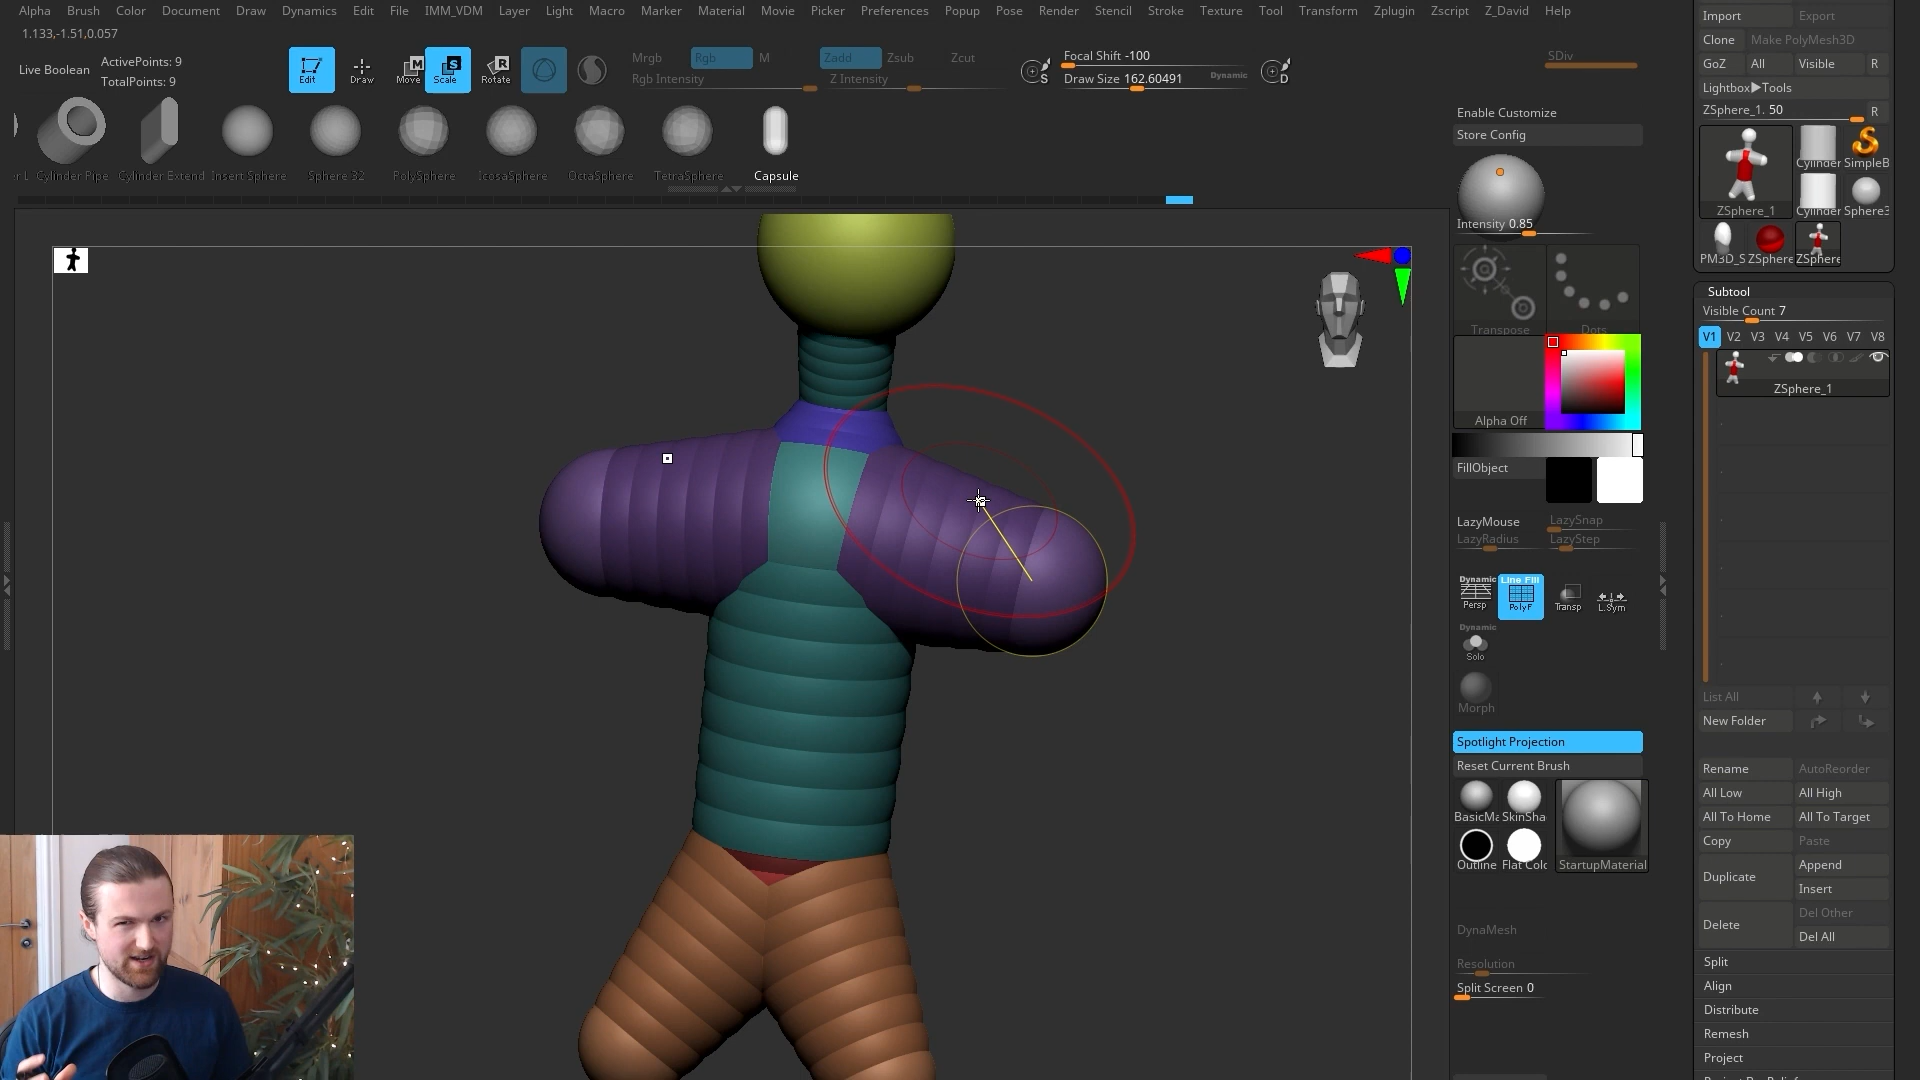 Alpha Brush Color Document Draw Dynamics Edit File IMM_VDM Layer Light Macro Marker Material Movie Picker Preferences Popup Pose Render Stencil Stroke Texture Tool Transform Zplugin Zscript Z_David Help
1.133,-1.51,0.057
Live Boolean
ActivePoints: 9
TotalPoints: 9
Edit
Draw
Move
Scale
Rotate
Mrgb Rgb M
Rgb Intensity
Zadd Zsub Zcut
Z Intensity
S
Focal Shift -100
Draw Size 162.60491
Dynamic
D
SDiv
r L Cylinder Pipe Cylinder Extend Insert Sphere Sphere 32 PolySphere IcosaSphere OctaSphere TetraSphere Capsule
Enable Customize
Store Config
Intensity 0.85
Transpose
Dots
Alpha Off
FillObject
LazyMouse
LazySnap
LazyRadius
LazyStep
Dynamic
Persp
Line Fill
PolyF
Transp
L.Sym
Dynamic
Solo
Morph
Spotlight Projection
Reset Current Brush
BasicMa SkinSha
Outline Flat Colo
StartupMaterial
DynaMesh
Resolution
Split Screen 0
Import Export
Clone Make PolyMesh3D
GoZ All Visible R
Lightbox▶Tools
ZSphere_1. 50 R
ZSphere_1
Cylinder SimpleB
Cylinder Sphere3
PM3D_S ZSphere ZSphere
Subtool
Visible Count 7
V1 V2 V3 V4 V5 V6 V7 V8
ZSphere_1
List All
New Folder
Rename AutoReorder
All Low All High
All To Home All To Target
Copy Paste
Duplicate
Append
Insert
Delete
Del Other
Del All
Split
Align
Distribute
Remesh
Project